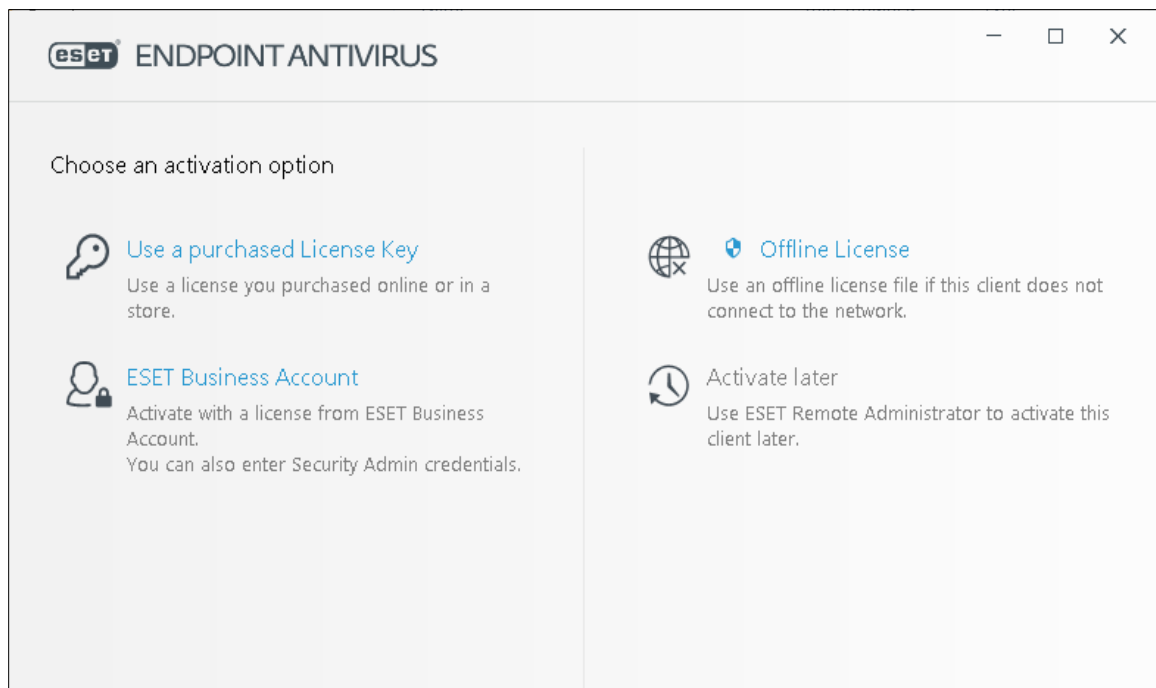 eset ENDPOINT ANTIVIRUS
Choose an activation option
Use a purchased License Key
Use a license you purchased online or in a
store.
ESET Business Account
Activate with a license from ESET Business
Account.
You can also enter Security Admin credentials.
Offline License
Use an offline license file if this client does not
connect to the network.
Activate later
Use ESET Remote Administrator to activate this
client later.